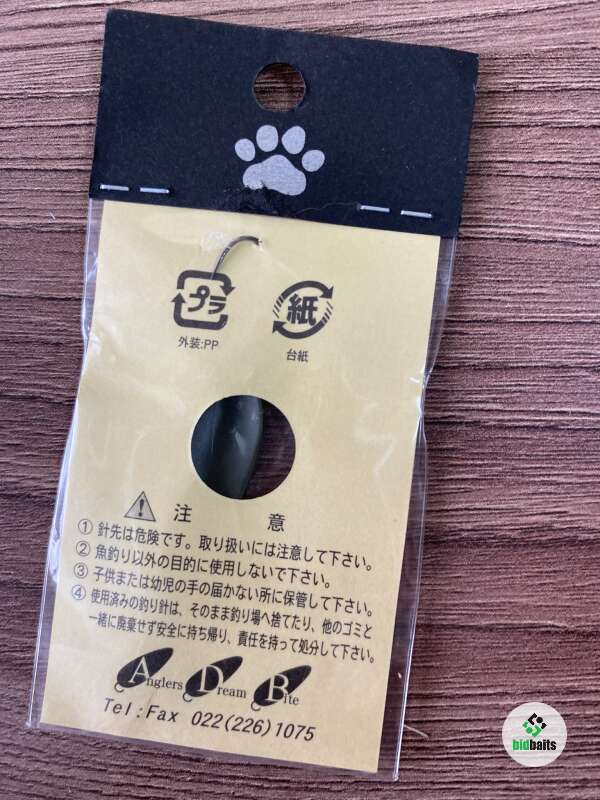 プラ
紙
外装:PP
台紙
注 意
① 針先は危険です。取り扱いには注意して下さい。
② 魚釣り以外の目的に使用しないで下さい。
③ 子供または幼児の手の届かない所に保管して下さい。
④ 使用済みの釣り針は、そのまま釣り場へ捨てたり、他のゴミと
一緒に廃棄せず安全に持ち帰り、責任を持って処分して下さい。
Anglers Dream Bite
Tel:Fax 022(226)1075
bidbaits